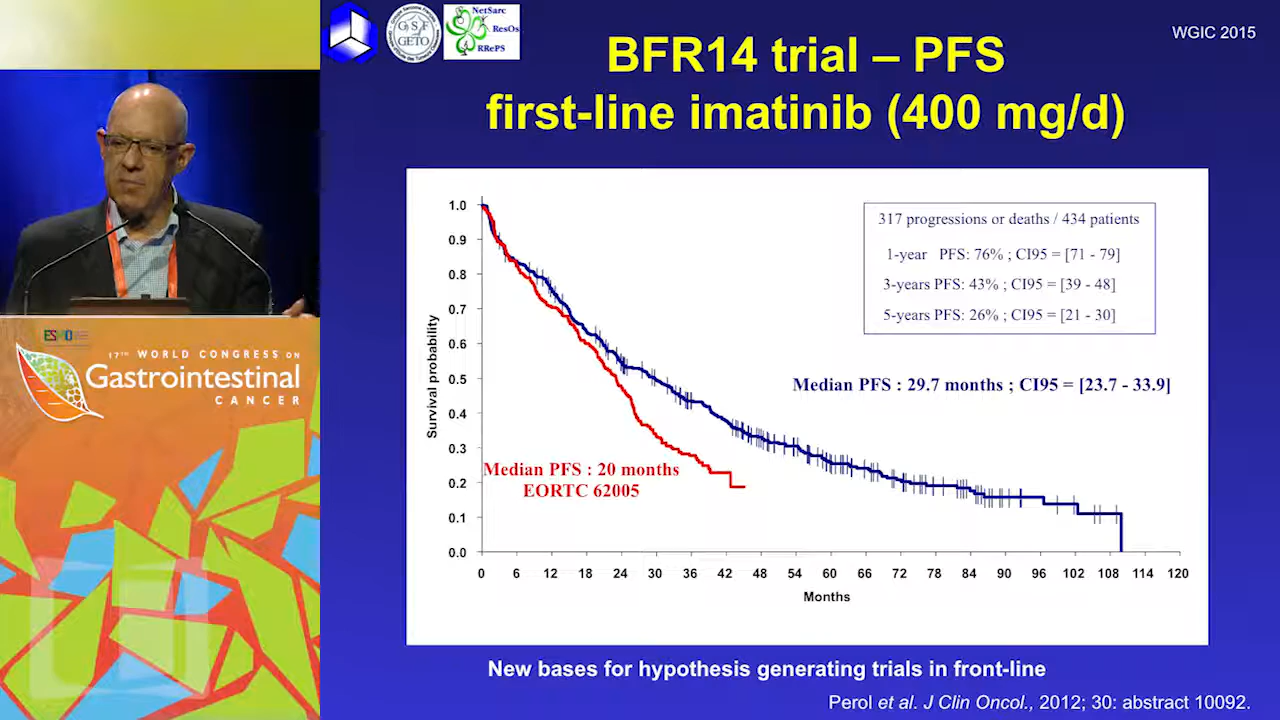 NetSarc
ResOs
RRePS
GSF
GETO
WGIC 2015
BFR14 trial – PFS
first-line imatinib (400 mg/d)
317 progressions or deaths / 434 patients
1-year PFS: 76% ; CI95 = [71 - 79]
3-years PFS: 43% ; CI95 = [39 - 48]
5-years PFS: 26% ; CI95 = [21 - 30]
Median PFS : 29.7 months ; CI95 = [23.7 - 33.9]
Median PFS : 20 months
EORTC 62005
Survival probability
1.0
0.9
0.8
0.7
0.6
0.5
0.4
0.3
0.2
0.1
0.0
0 6 12 18 24 30 36 42 48 54 60 66 72 78 84 90 96 102 108 114 120
Months
New bases for hypothesis generating trials in front-line
Perol et al. J Clin Oncol., 2012; 30: abstract 10092.
ESMO
17TH WORLD CONGRESS ON
Gastrointestinal
CANCER